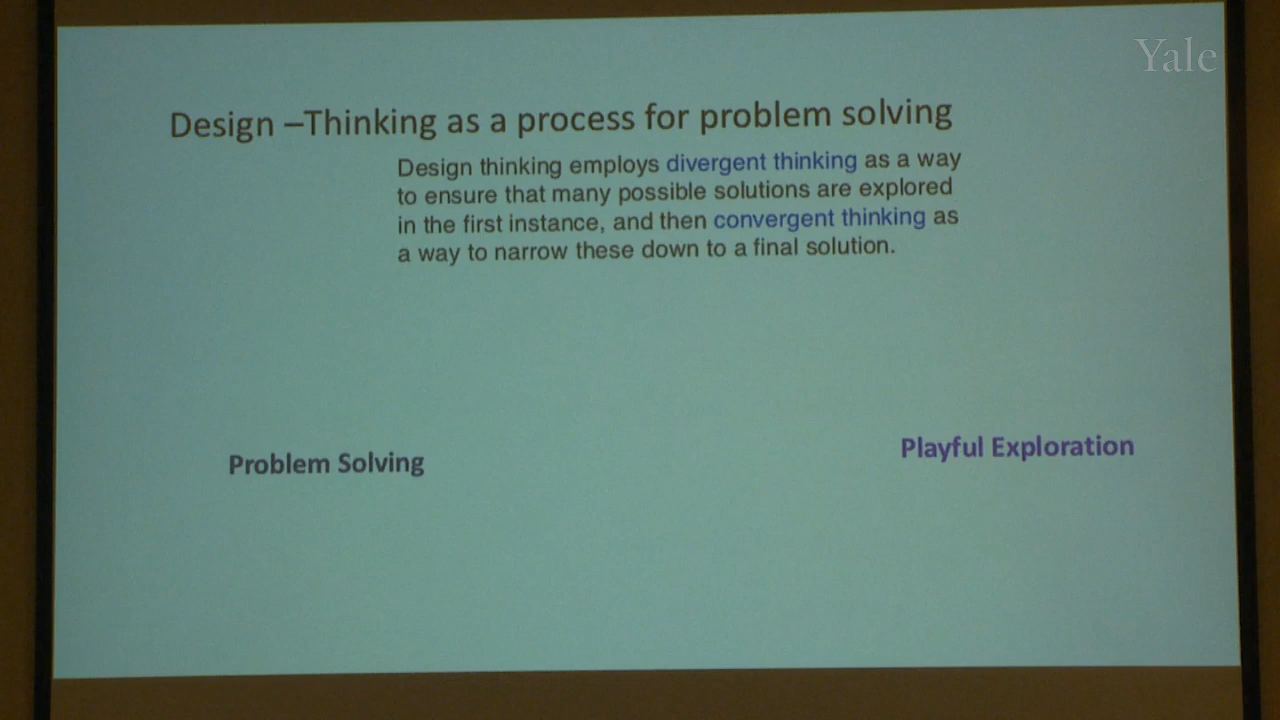 Yale
Design –Thinking as a process for problem solving
Design thinking employs divergent thinking as a way
to ensure that many possible solutions are explored
in the first instance, and then convergent thinking as
a way to narrow these down to a final solution.
Problem Solving
Playful Exploration